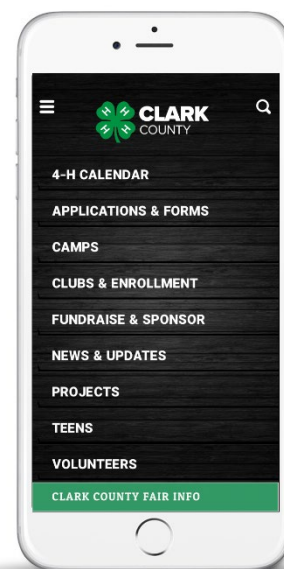 H H
H H
CLARK
COUNTY
4-H CALENDAR
APPLICATIONS & FORMS
CAMPS
CLUBS & ENROLLMENT
FUNDRAISE & SPONSOR
NEWS & UPDATES
PROJECTS
TEENS
VOLUNTEERS
CLARK COUNTY FAIR INFO